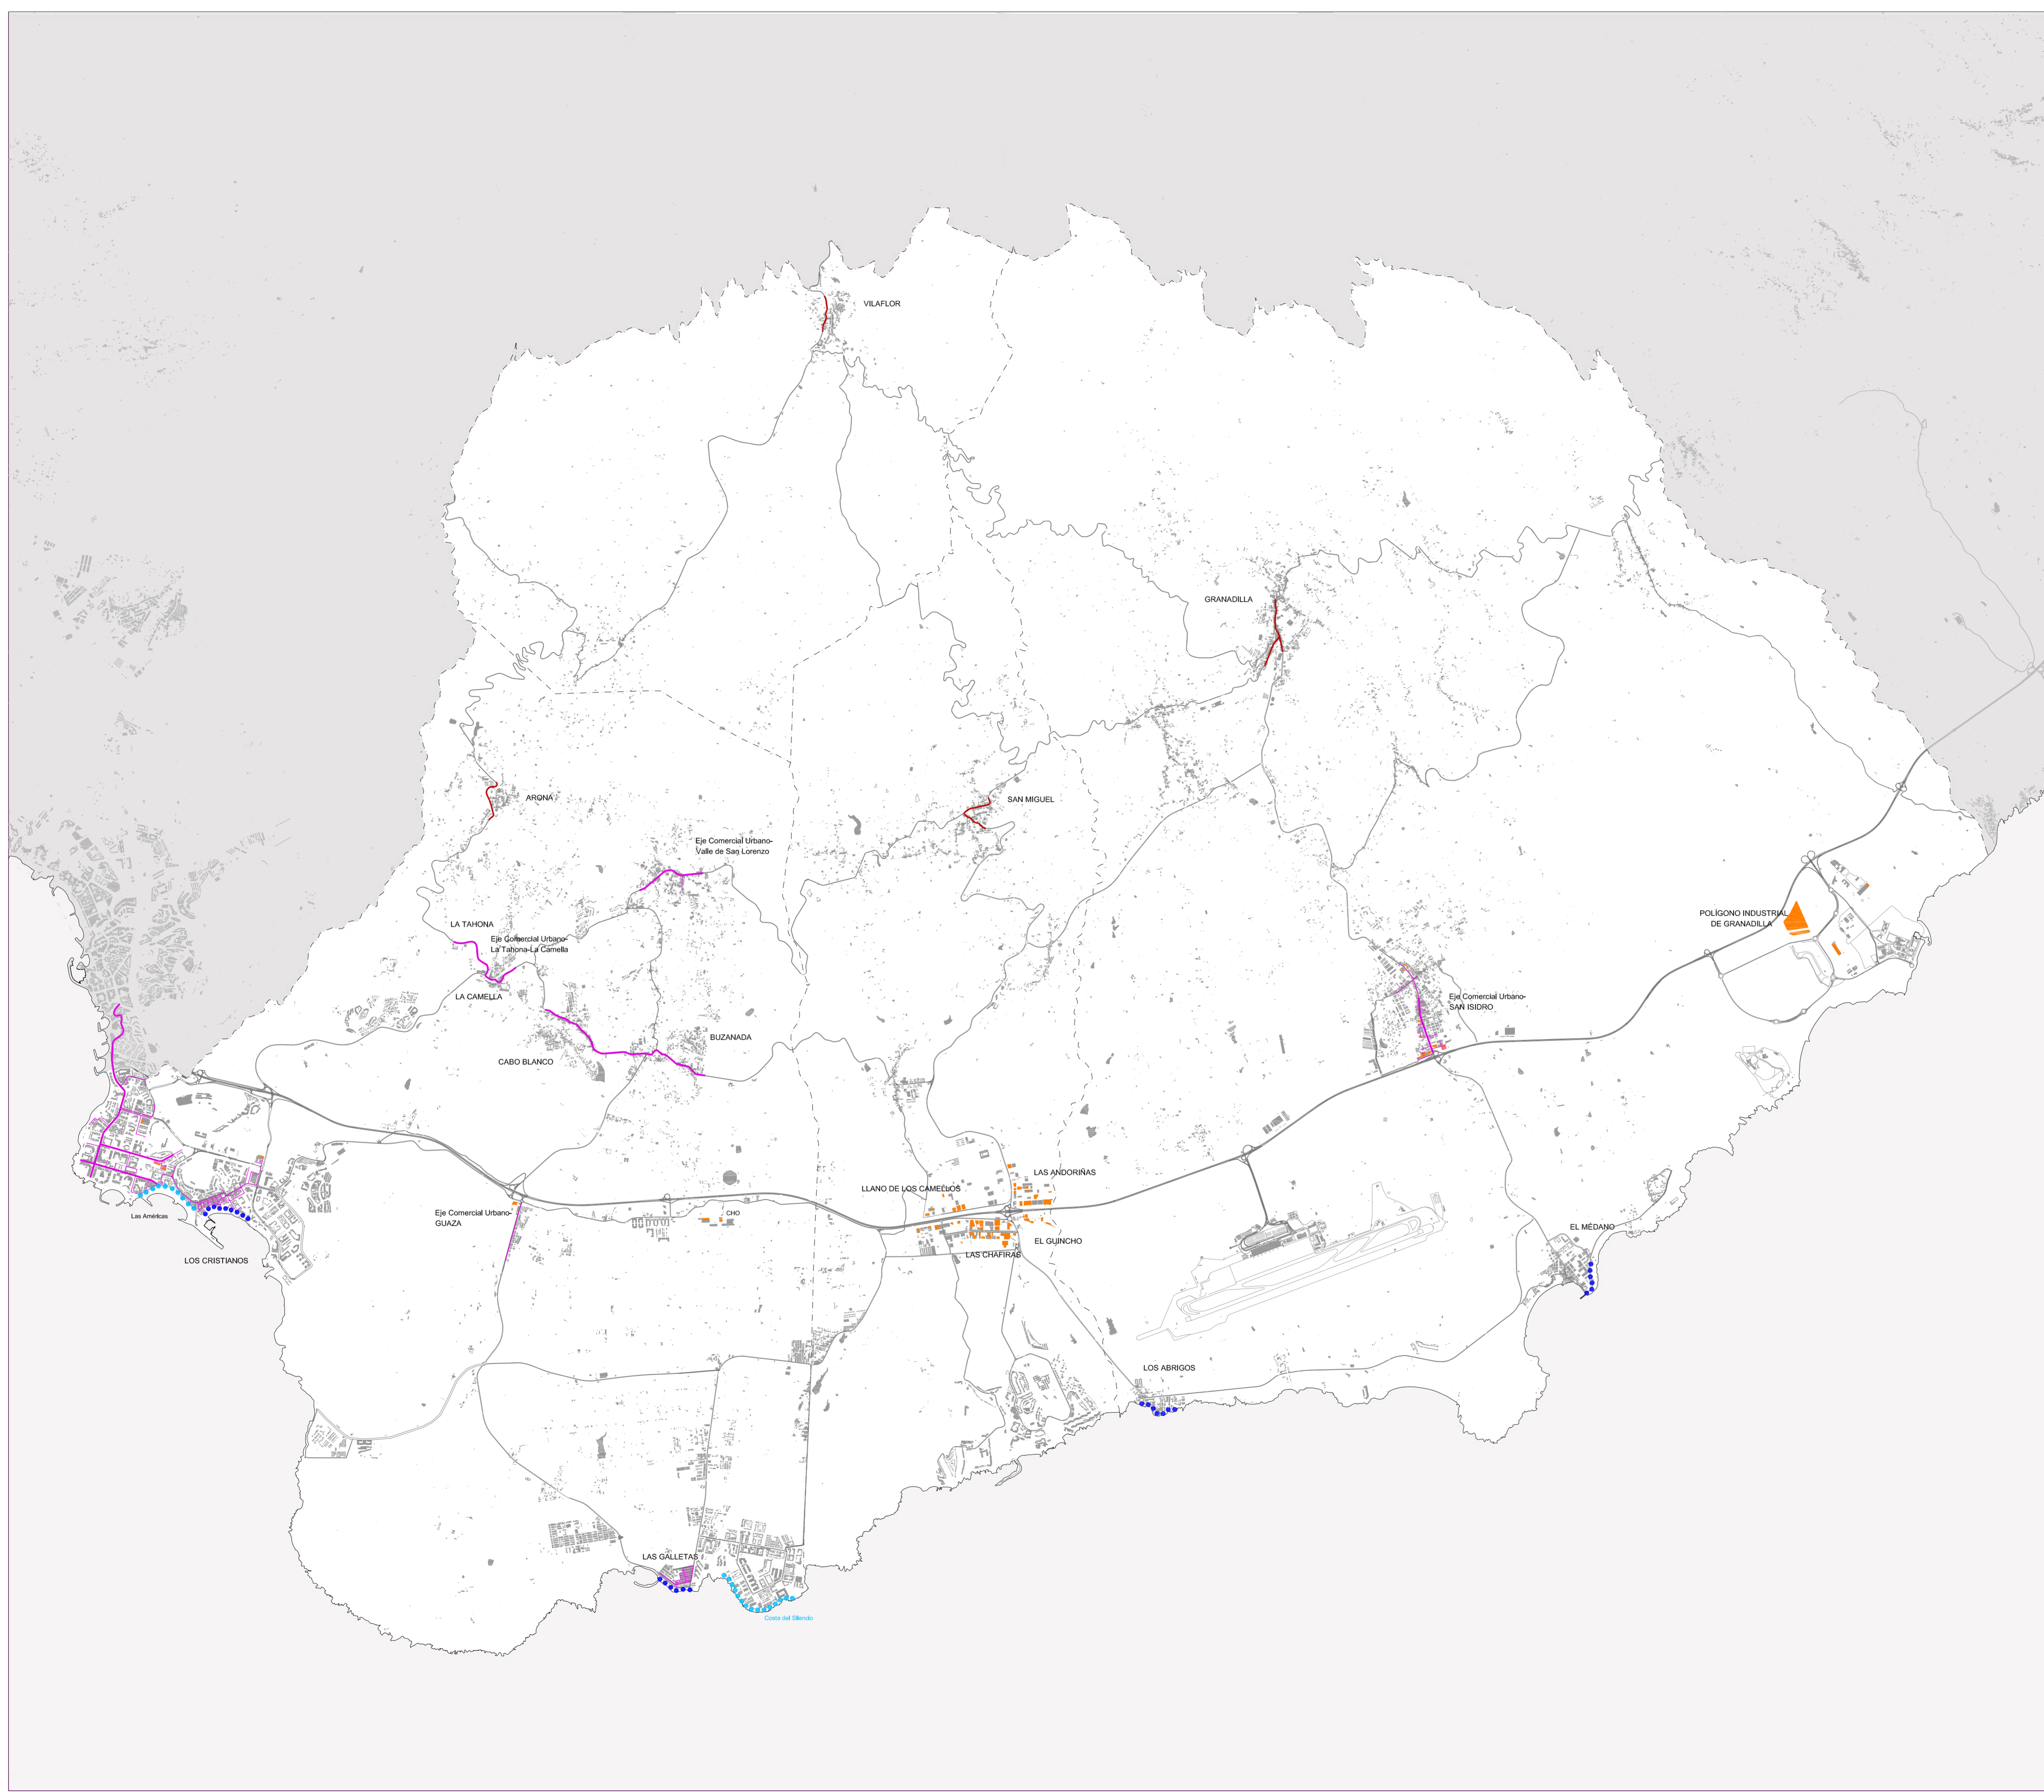 VILAFLOR
GRANADILLA
ARONA
SAN MIGUEL
Eje Comercial Urbano-
Valle de San Lorenzo
LA TAHONA
Eje Comercial Urbano-
La Tahona-La Camella
LA CAMELLA
POLÍGONO INDUSTRIAL
DE GRANADILLA
Eje Comercial Urbano-
SAN ISIDRO
BUZANADA
CABO BLANCO
LAS ANDORIÑAS
LLANO DE LOS CAMELLOS
Eje Comercial Urbano-
GUAZA
CHO
Las Américas
EL MÉDANO
EL GUINCHO
LAS CHAFIRAS
LOS CRISTIANOS
LOS ABRIGOS
LAS GALLETAS
Costa del Silencio